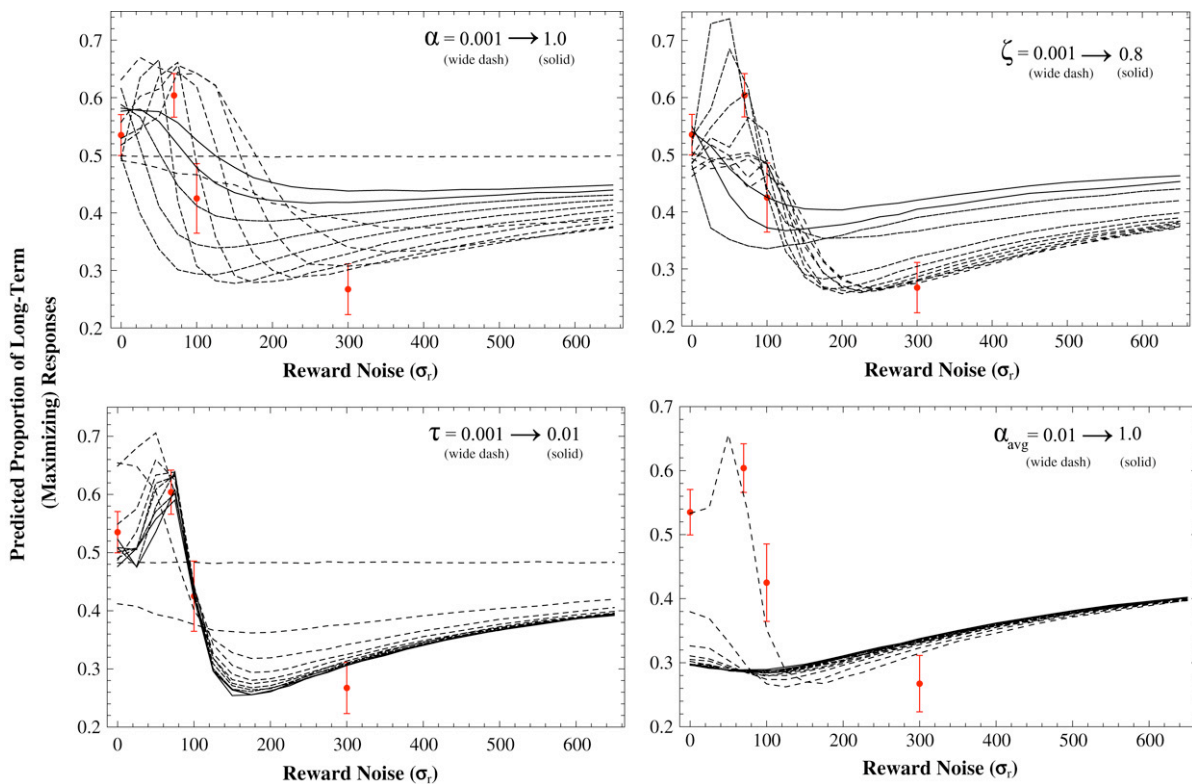 Predicted Proportion of Long-Term
(Maximizing) Responses
α = 0.001 → 1.0
(wide dash) (solid)
0.7
0.6
0.5
0.4
0.3
0.2
0 100 200 300 400 500 600
Reward Noise (σr)
ζ = 0.001 → 0.8
(wide dash) (solid)
0.7
0.6
0.5
0.4
0.3
0.2
0 100 200 300 400 500 600
Reward Noise (σr)
τ = 0.001 → 0.01
(wide dash) (solid)
0.7
0.6
0.5
0.4
0.3
0.2
0 100 200 300 400 500 600
Reward Noise (σr)
αavg = 0.01 → 1.0
(wide dash) (solid)
0.7
0.6
0.5
0.4
0.3
0.2
0 100 200 300 400 500 600
Reward Noise (σr)